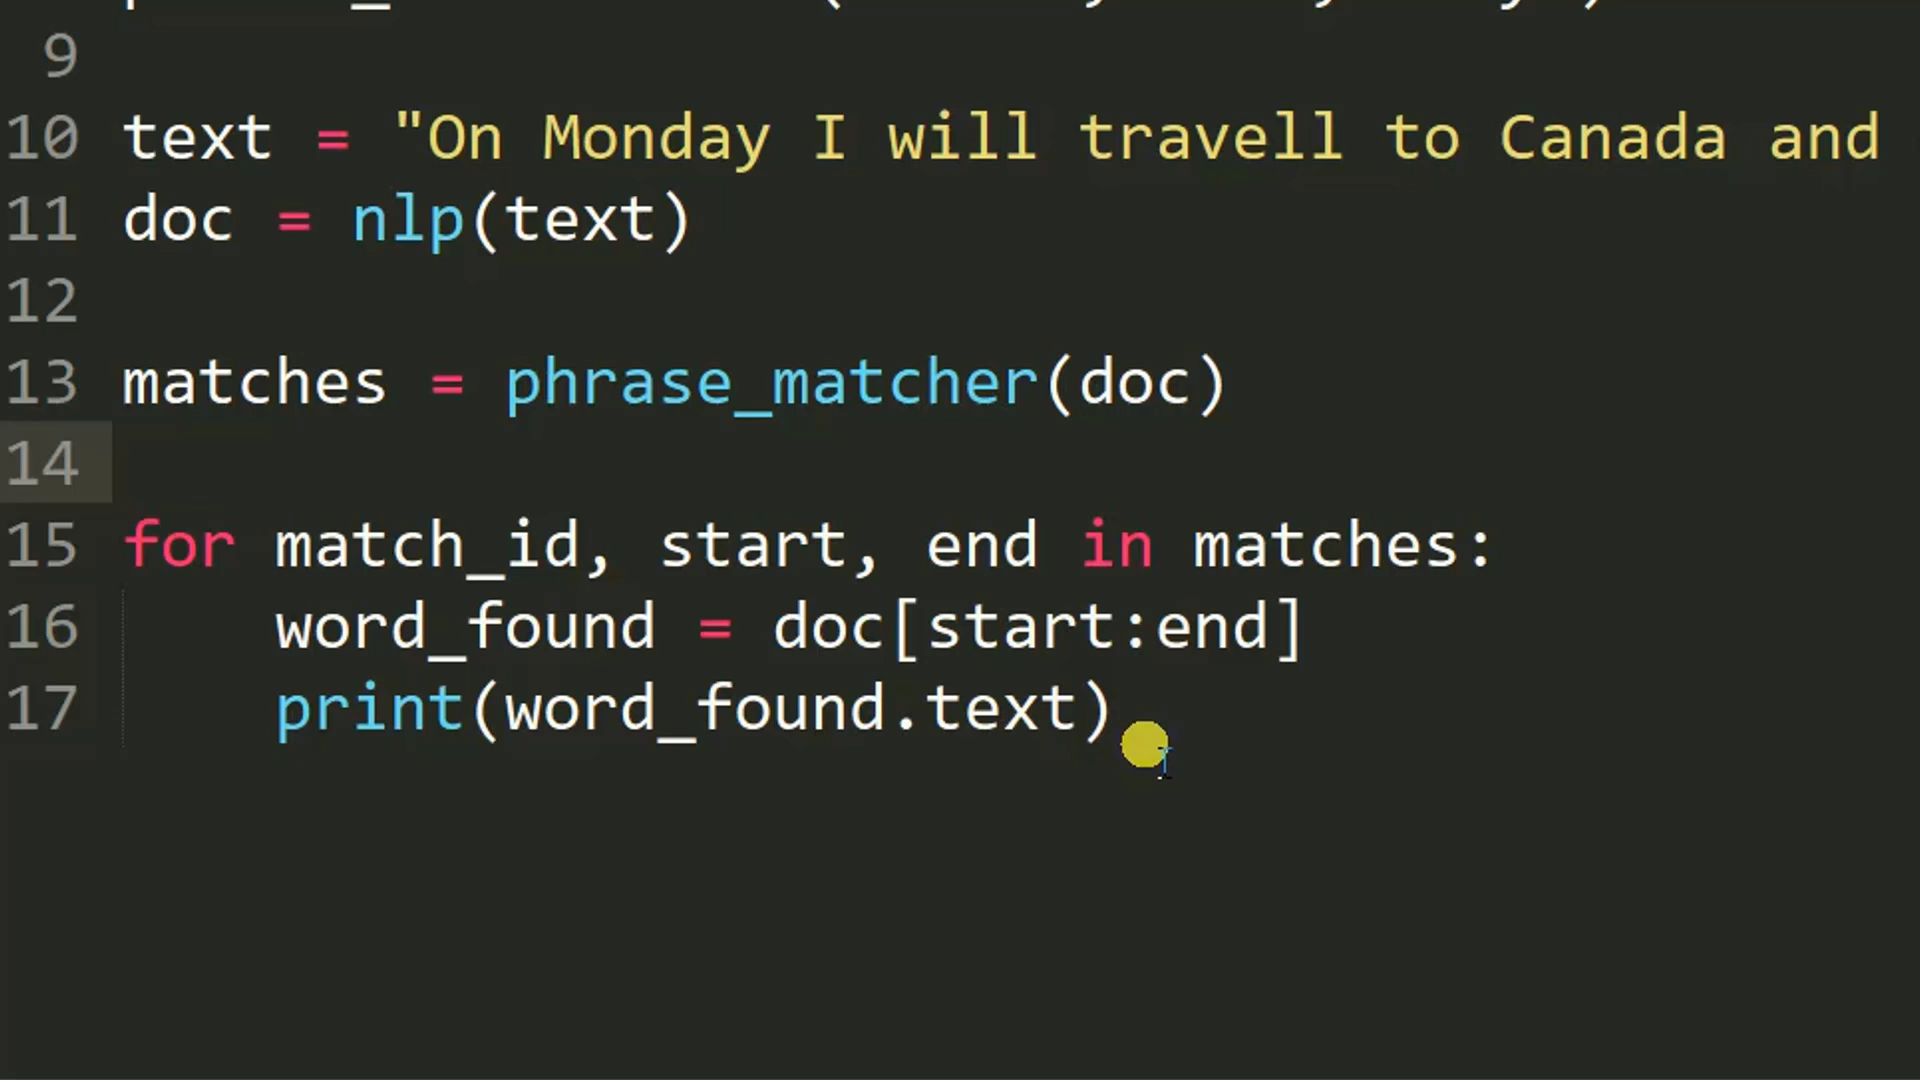 9
10 text = "On Monday I will travell to Canada and
11 doc = nlp(text)
12
13 matches = phrase_matcher(doc)
14
15 for match_id, start, end in matches:
16     word_found = doc[start:end]
17     print(word_found.text)